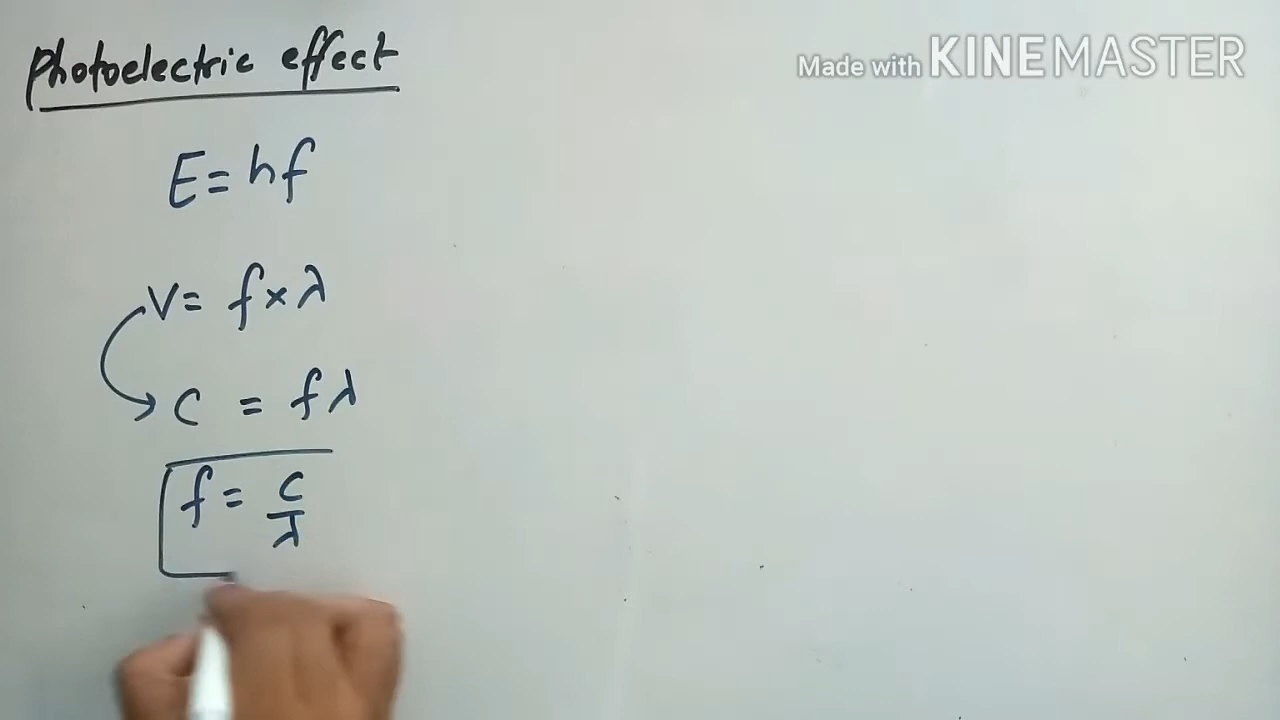 Photoelectric effect
Made with KINEMASTER
E = hf
V = f × λ
C = fλ
f = C/λ